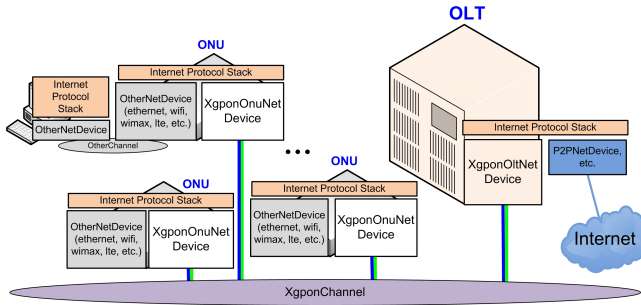 OLT
ONU
Internet Protocol Stack
Internet
Protocol
Stack
OtherNetDevice
(ethernet, wifi,
wimax, lte, etc.)
XgponOnuNet
Device
OtherNetDevice
OtherChannel
Internet Protocol Stack
XgponOltNet
Device
P2PNetDevice,
etc.
...
ONU
Internet Protocol Stack
OtherNetDevice
(ethernet, wifi,
wimax, lte, etc.)
XgponOnuNet
Device
ONU
Internet Protocol Stack
OtherNetDevice
(ethernet, wifi,
wimax, lte, etc.)
XgponOnuNet
Device
Internet
XgponChannel